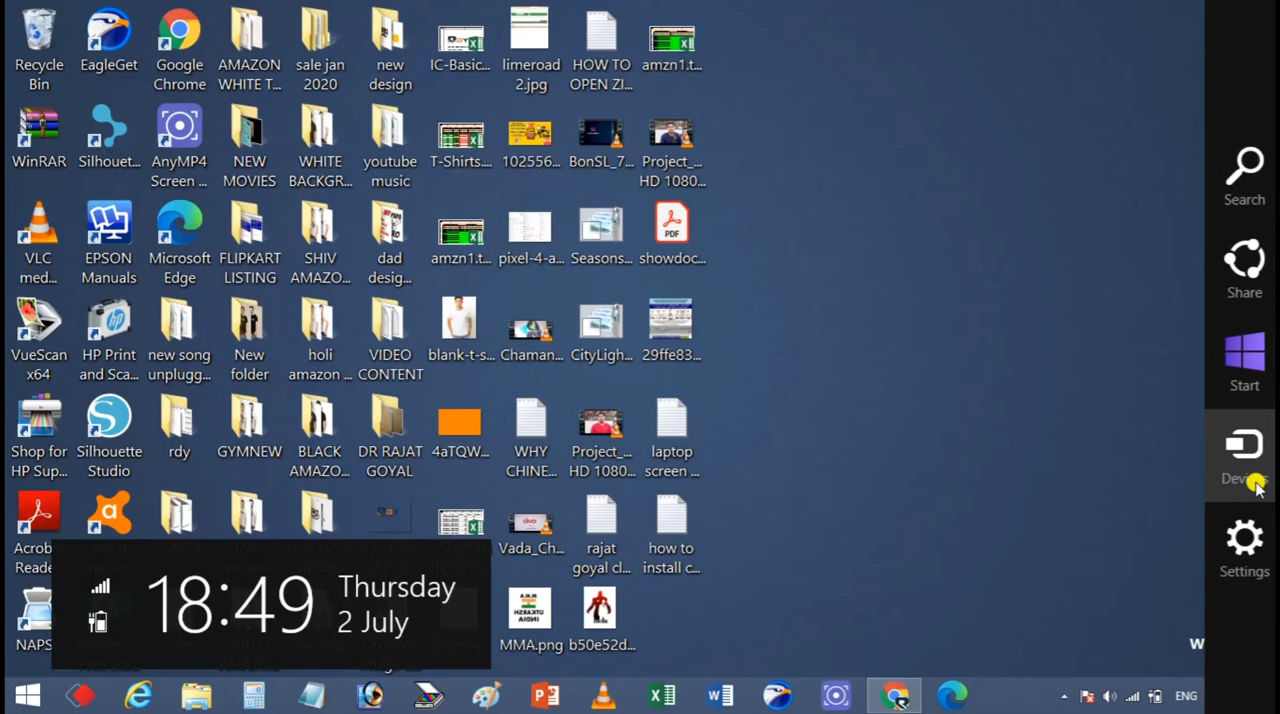 Recycle
Bin
EagleGet
Google
Chrome
AMAZON
WHITE T...
sale jan
2020
new
design
IC-Basic...
limeroad
2.jpg
HOW TO
OPEN ZI...
amzn1.t...
WinRAR
Silhouet...
AnyMP4
Screen ...
NEW
MOVIES
WHITE
BACKGR...
youtube
music
T-Shirts....
102556...
BonSL_7...
Project_...
HD 1080...
VLC
med...
EPSON
Manuals
Microsoft
Edge
FLIPKART
LISTING
SHIV
AMAZO...
dad
desig...
amzn1.t...
pixel-4-a...
Seasons...
PDF
showdoc...
VueScan
x64
HP Print
and Sca...
new song
unplugg...
New
folder
holi
amazon ...
VIDEO
CONTENT
blank-t-s...
Chaman...
CityLigh...
29ffe83...
Shop for
HP Sup...
Silhouette
Studio
rdy
GYMNEW
BLACK
AMAZO...
DR RAJAT
GOYAL
4aTQW...
WHY
CHINE...
Project_...
HD 1080...
laptop
screen ...
Acrob
Reade
Vada_Ch...
rajat
goyal cl...
how to
install c...
NAPS
MMA.png
b50e52d...
18:49
Thursday
2 July
Search
Share
Start
Settings
W
ENG